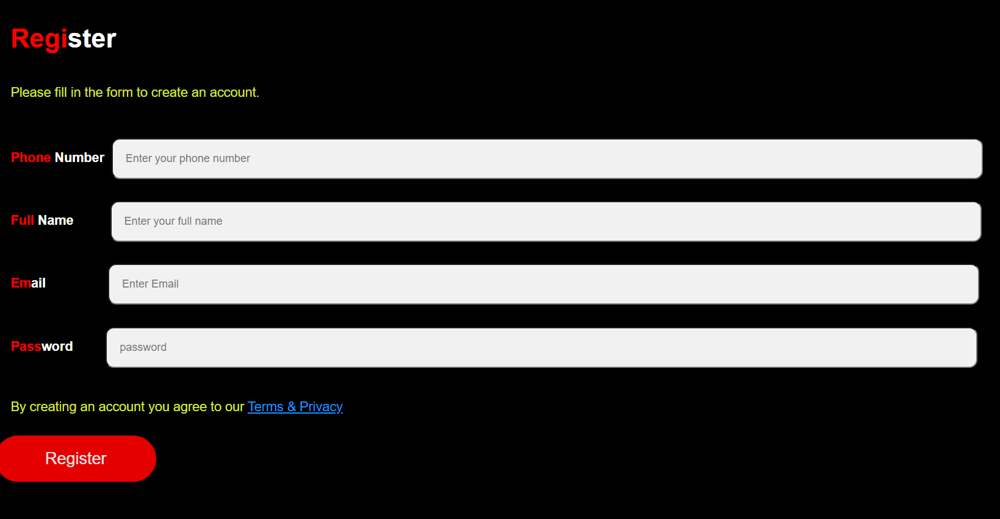 Register
Please fill in the form to create an account.
Phone Number Enter your phone number
Full Name Enter your full name
Email Enter Email
Password password
By creating an account you agree to our Terms & Privacy
Register